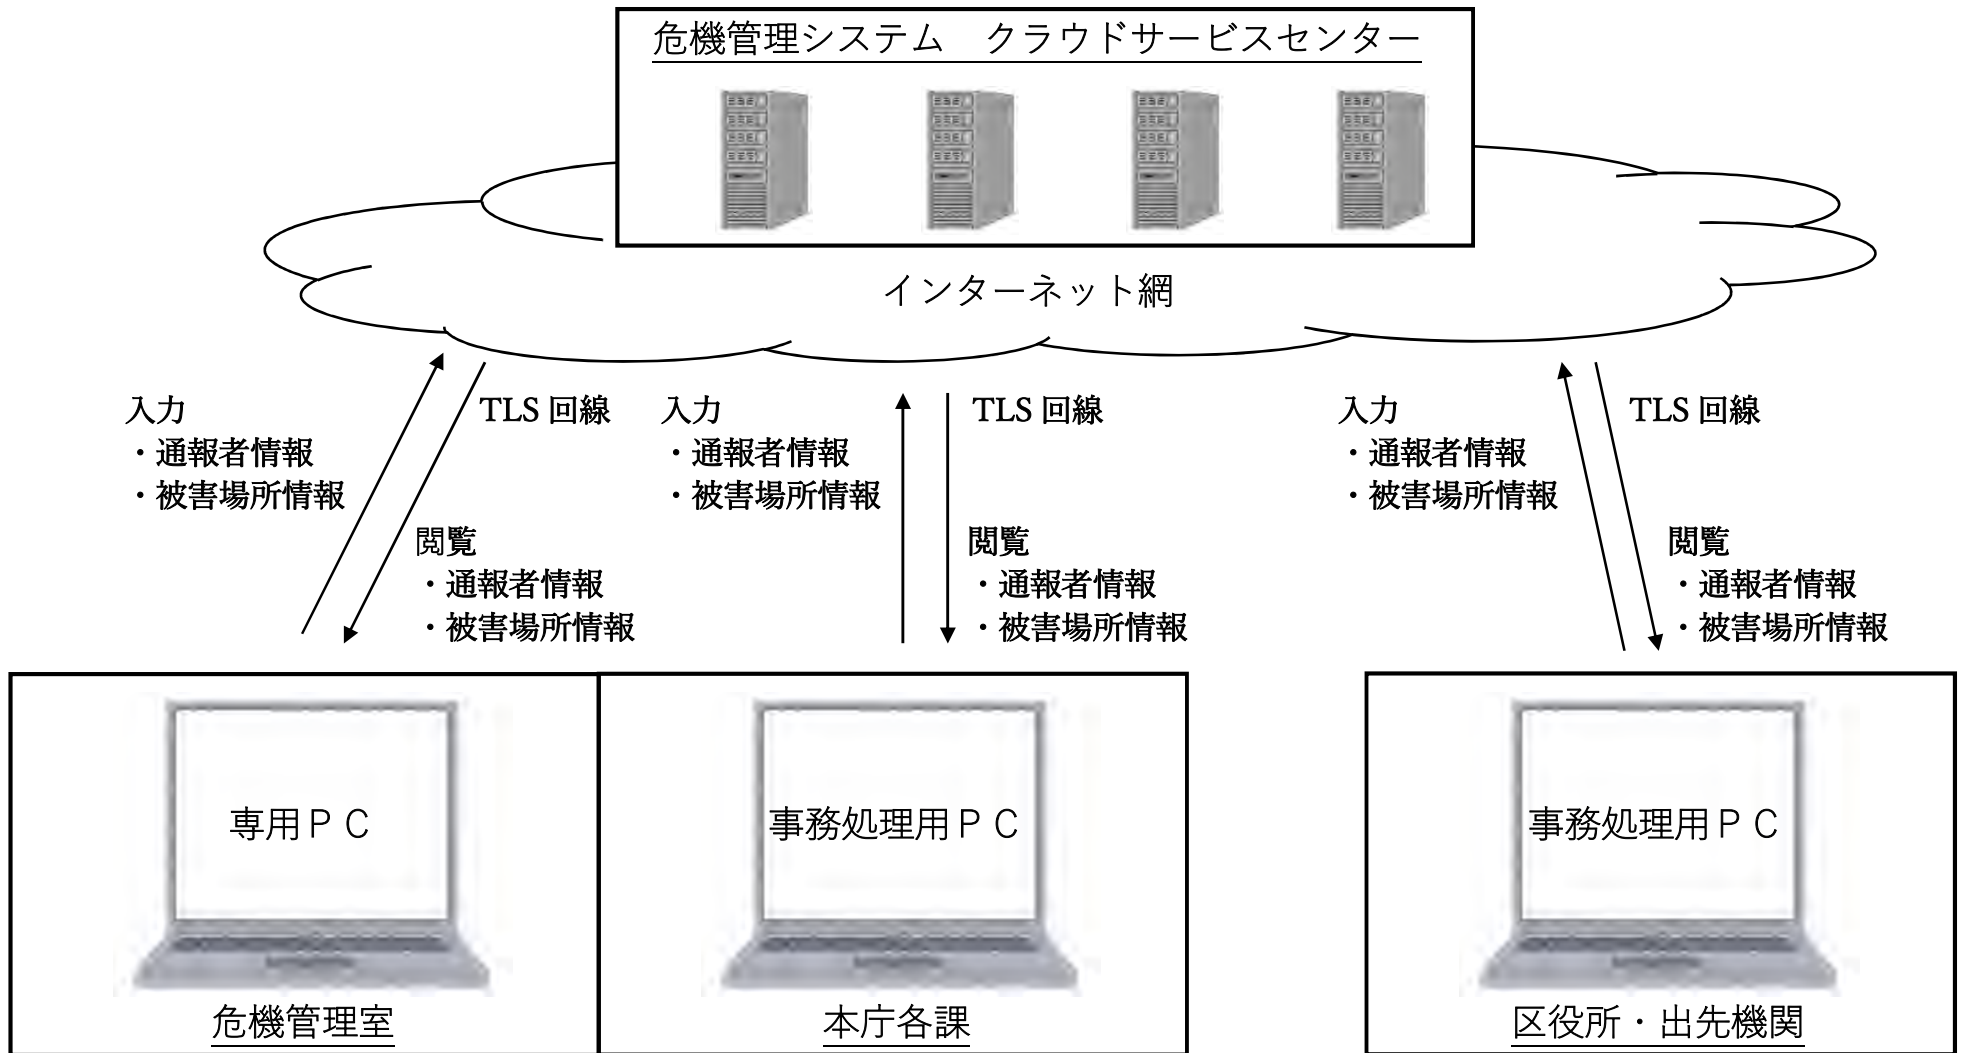 危機管理システム　クラウドサービスセンター
インターネット網
入力
・通報者情報
・被害場所情報
TLS 回線
閲覧
・通報者情報
・被害場所情報
入力
・通報者情報
・被害場所情報
TLS 回線
閲覧
・通報者情報
・被害場所情報
入力
・通報者情報
・被害場所情報
TLS 回線
閲覧
・通報者情報
・被害場所情報
専用ＰＣ
危機管理室
事務処理用ＰＣ
本庁各課
事務処理用ＰＣ
区役所・出先機関